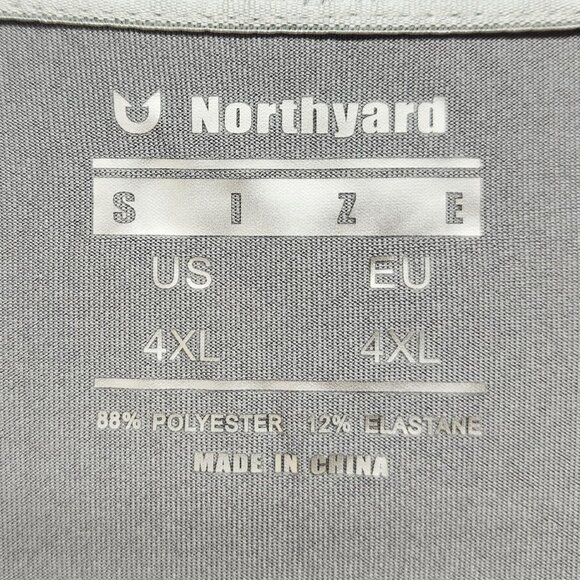 Northyard
SIZE
US EU
4XL 4XL
88% POLYESTER 12% ELASTANE
MADE IN CHINA